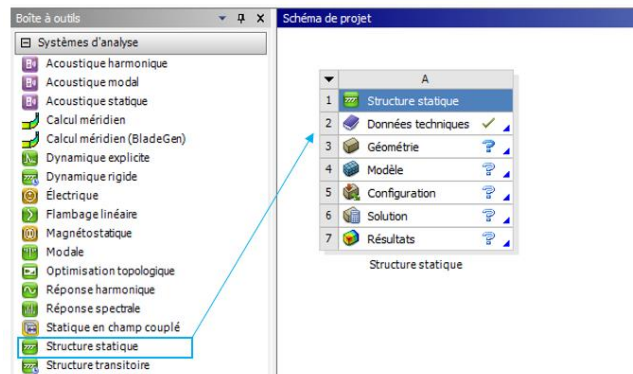 Boîte à outils
Systèmes d'analyse
Acoustique harmonique
Acoustique modal
Acoustique statique
Calcul méridien
Calcul méridien (BladeGen)
Dynamique explicite
Dynamique rigide
Électrique
Flambage linéaire
Magnétostatique
Modale
Optimisation topologique
Réponse harmonique
Réponse spectrale
Statique en champ couplé
Structure statique
Structure transitoire
Schéma de projet
A
1 Structure statique
2 Données techniques
3 Géométrie ?
4 Modèle ?
5 Configuration ?
6 Solution ?
7 Résultats ?
Structure statique